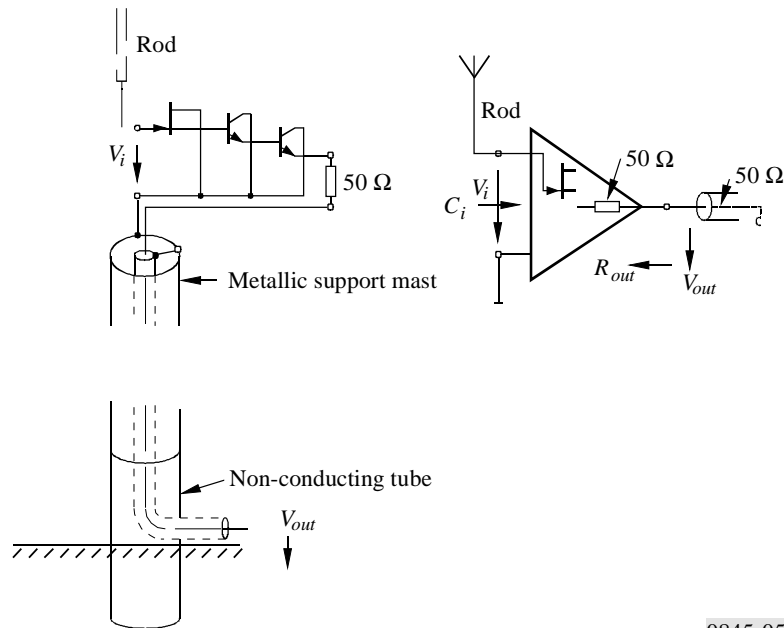 Rod
V_i
50 Ω
Metallic support mast
Non-conducting tube
V_out
Rod
50 Ω
50 Ω
V_i
C_i
R_out
V_out